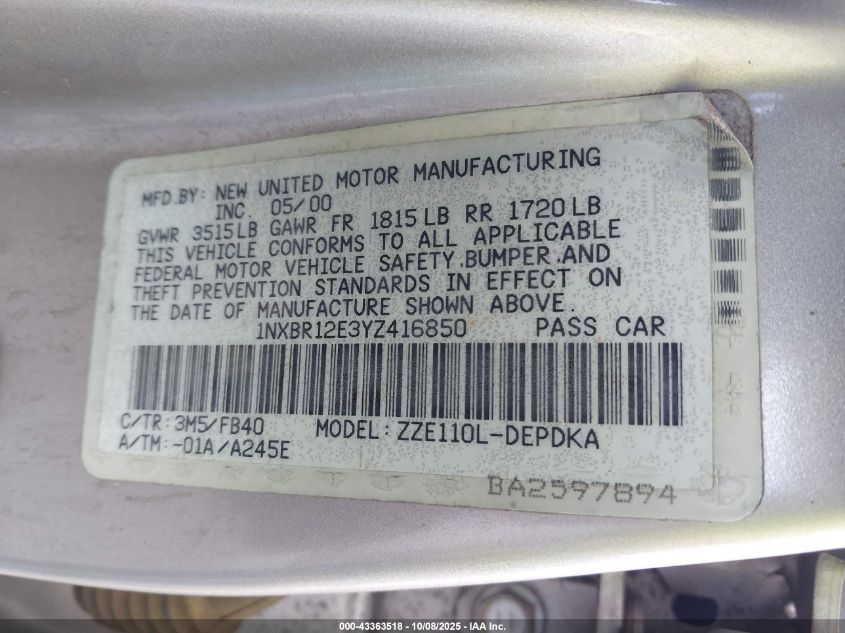 MFD.BY: NEW UNITED MOTOR MANUFACTURING
INC. 05/00
GVWR 3515LB GAWR FR 1815LB RR 1720LB
THIS VEHICLE CONFORMS TO ALL APPLICABLE
FEDERAL MOTOR VEHICLE SAFETY.BUMPER.AND
THEFT PREVENTION STANDARDS IN EFFECT ON
THE DATE OF MANUFACTURE SHOWN ABOVE.
1NXBR12E3YZ416850 PASS CAR
C/TR: 3M5/FB40 MODEL: ZZE110L-DEPDKA
A/TM: -01A/A245E
BA2597894
000-43363518 - 10/08/2025 - IAA Inc.